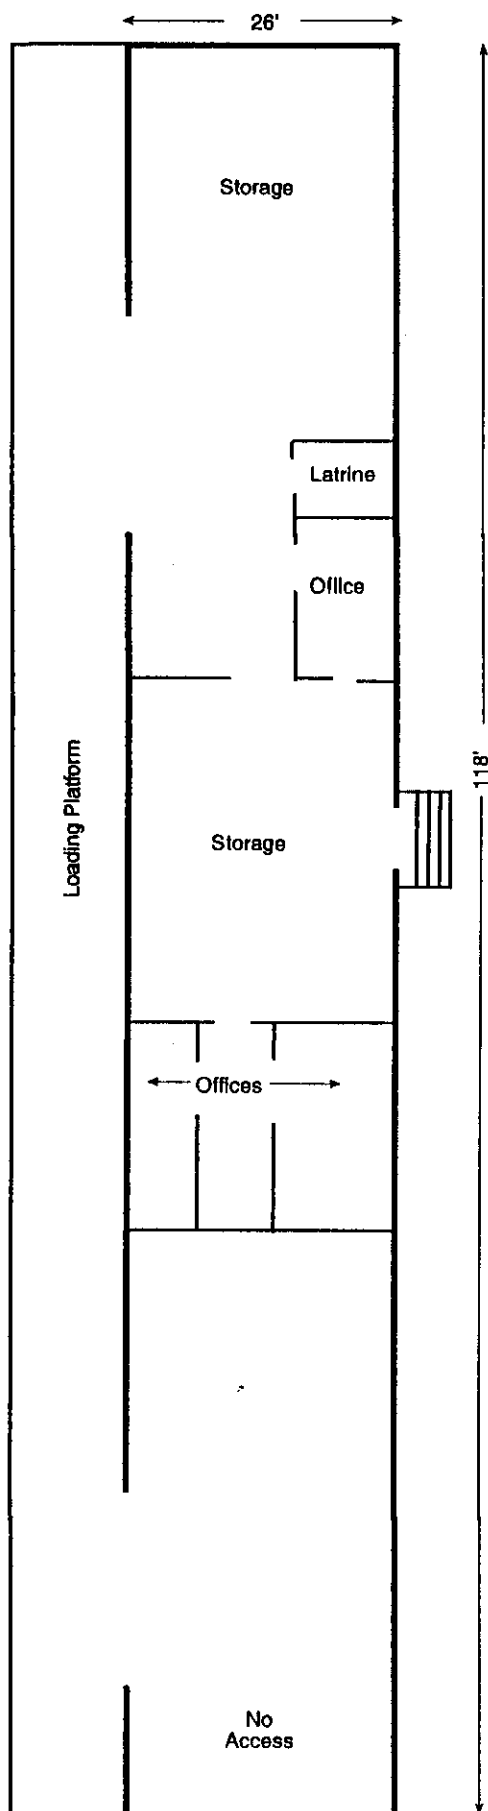 26'
Storage
Latrine
Office
118'
Loading Platform
Storage
Offices
No
Access